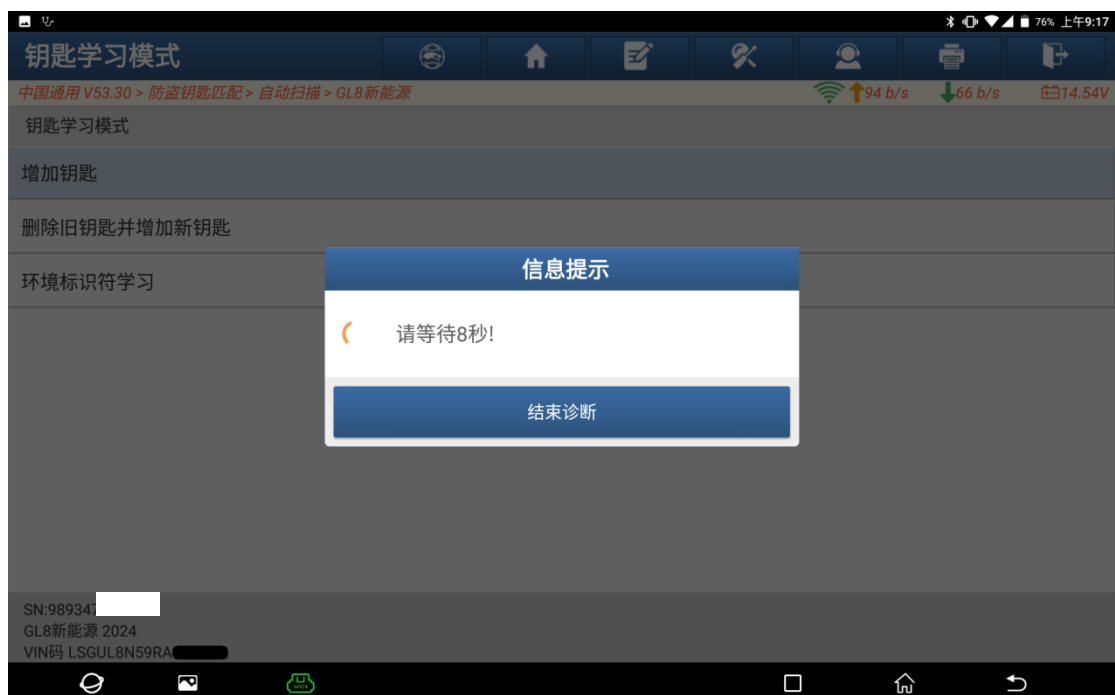 76% 上午9:17
钥匙学习模式
中国通用 V53.30 > 防盗钥匙匹配 > 自动扫描 > GL8新能源 94 b/s 66 b/s 14.54V
钥匙学习模式
增加钥匙
删除旧钥匙并增加新钥匙
环境标识符学习
信息提示
请等待8秒!
结束诊断
SN:989347
GL8新能源 2024
VIN码 LSGUL8N59RA
VCI